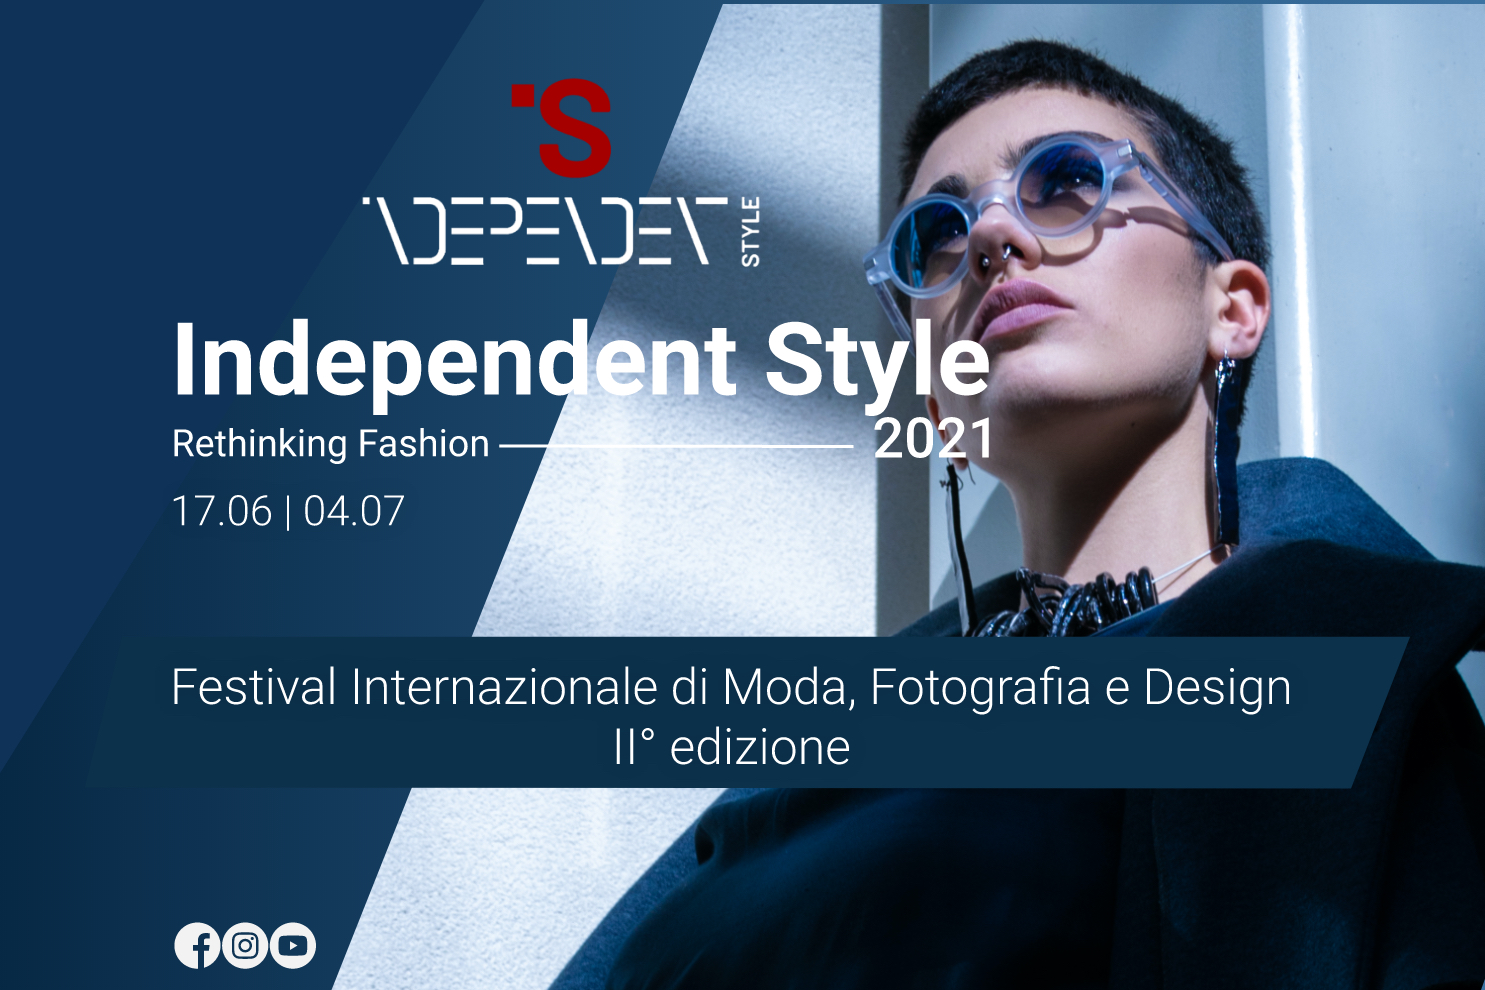 iS
INDEPENDENT
STYLE
Independent Style
Rethinking Fashion
2021
17.06 | 04.07
Festival Internazionale di Moda, Fotografia e Design
II° edizione